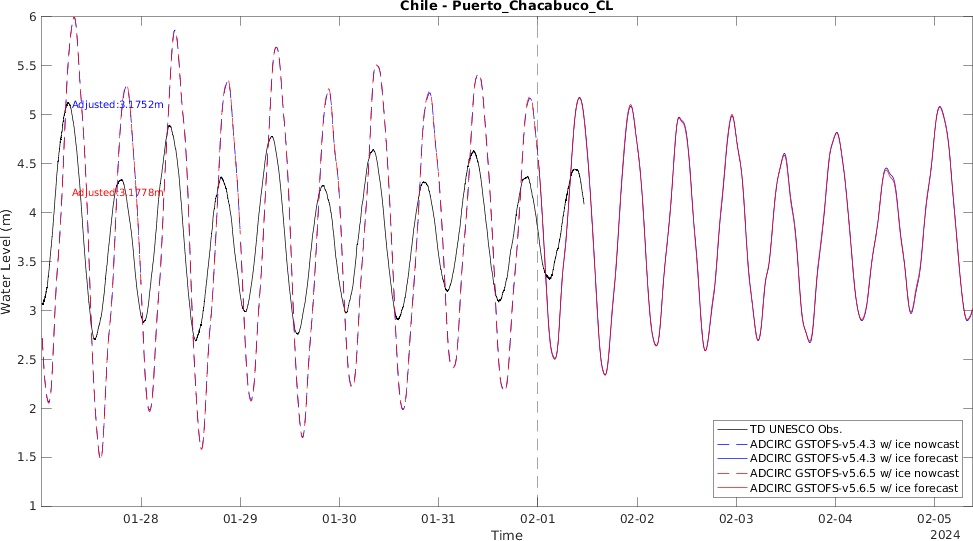 Chile - Puerto_Chacabuco_CL
6
5.5
5
4.5
4
3.5
3
2.5
2
1.5
1
Water Level (m)
Adjusted:3.1752m
Adjusted:3.1778m
TD UNESCO Obs.
ADCIRC GSTOFS-v5.4.3 w/ ice nowcast
ADCIRC GSTOFS-v5.4.3 w/ ice forecast
ADCIRC GSTOFS-v5.6.5 w/ ice nowcast
ADCIRC GSTOFS-v5.6.5 w/ ice forecast
01-28 01-29 01-30 01-31 02-01 02-02 02-03 02-04 02-05
2024
Time